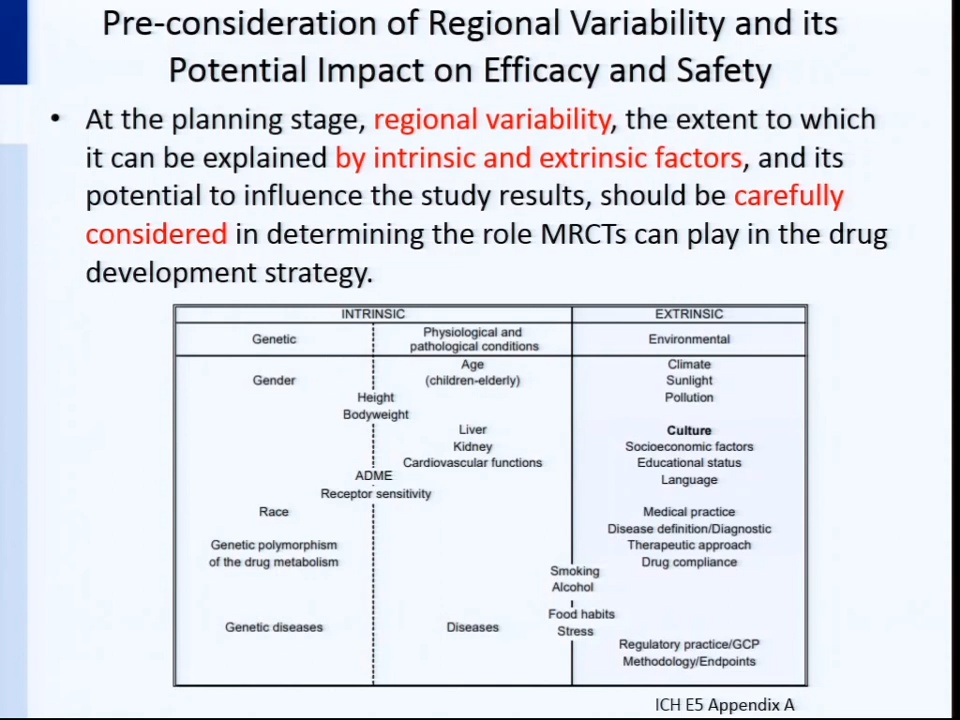 Pre-consideration of Regional Variability and its
Potential Impact on Efficacy and Safety
• At the planning stage, regional variability, the extent to which
it can be explained by intrinsic and extrinsic factors, and its
potential to influence the study results, should be carefully
considered in determining the role MRCTs can play in the drug
development strategy.
INTRINSIC EXTRINSIC
Genetic Physiological and pathological conditions Environmental
Age Climate
Gender (children-elderly) Sunlight
Height Pollution
Bodyweight
Liver Culture
Kidney Socioeconomic factors
Cardiovascular functions Educational status
ADME Language
Receptor sensitivity
Race Medical practice
Disease definition/Diagnostic
Genetic polymorphism Therapeutic approach
of the drug metabolism Drug compliance
Smoking
Alcohol
Food habits
Genetic diseases Diseases Stress
Regulatory practice/GCP
Methodology/Endpoints
ICH E5 Appendix A